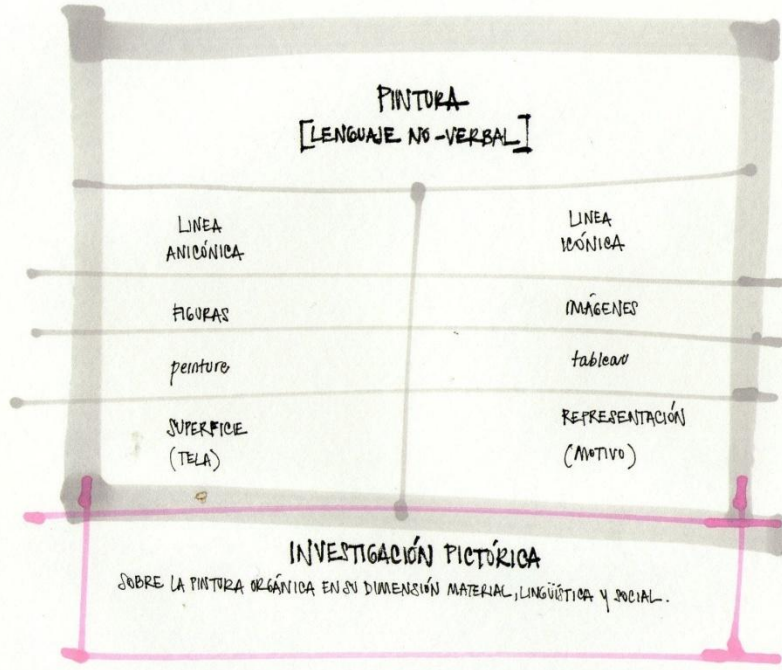 PINTURA
[LENGUAJE NO-VERBAL]
LINEA
ANICÓNICA
LINEA
ICÓNICA
FIGURAS
IMÁGENES
peinture
tableau
SUPERFICIE
(TELA)
REPRESENTACIÓN
(MOTIVO)
INVESTIGACIÓN PICTÓRICA
SOBRE LA PINTURA ORGÁNICA EN SU DIMENSIÓN MATERIAL, LINGÜÍSTICA Y SOCIAL.